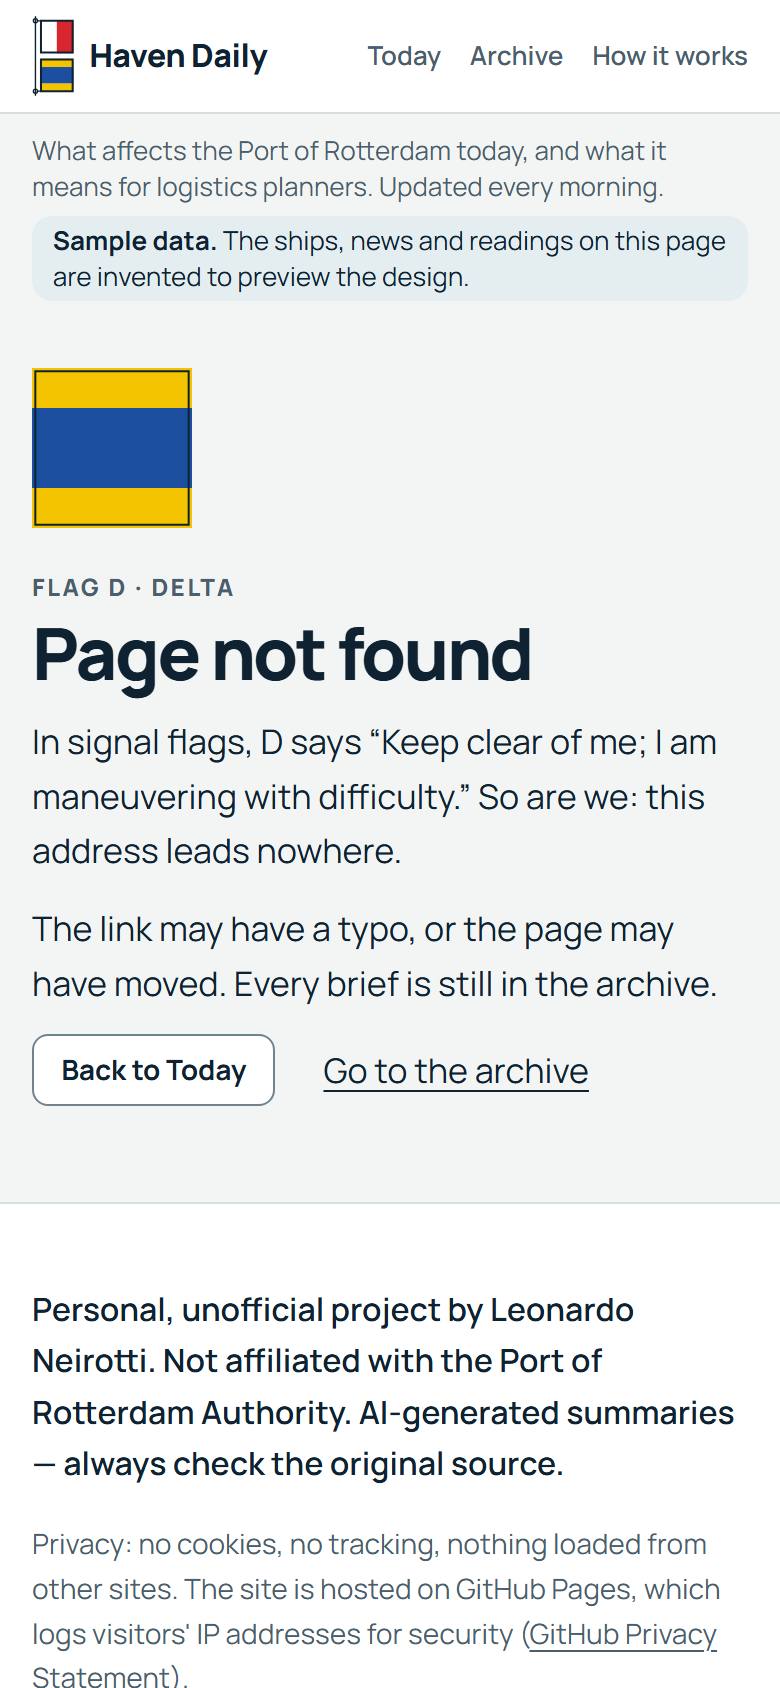 Haven Daily
Today Archive How it works
What affects the Port of Rotterdam today, and what it
means for logistics planners. Updated every morning.
Sample data. The ships, news and readings on this page
are invented to preview the design.
FLAG D · DELTA
Page not found
In signal flags, D says “Keep clear of me; I am
maneuvering with difficulty.” So are we: this
address leads nowhere.
The link may have a typo, or the page may
have moved. Every brief is still in the archive.
Back to Today
Go to the archive
Personal, unofficial project by Leonardo
Neirotti. Not affiliated with the Port of
Rotterdam Authority. AI-generated summaries
— always check the original source.
Privacy: no cookies, no tracking, nothing loaded from
other sites. The site is hosted on GitHub Pages, which
logs visitors' IP addresses for security (GitHub Privacy
Statement).